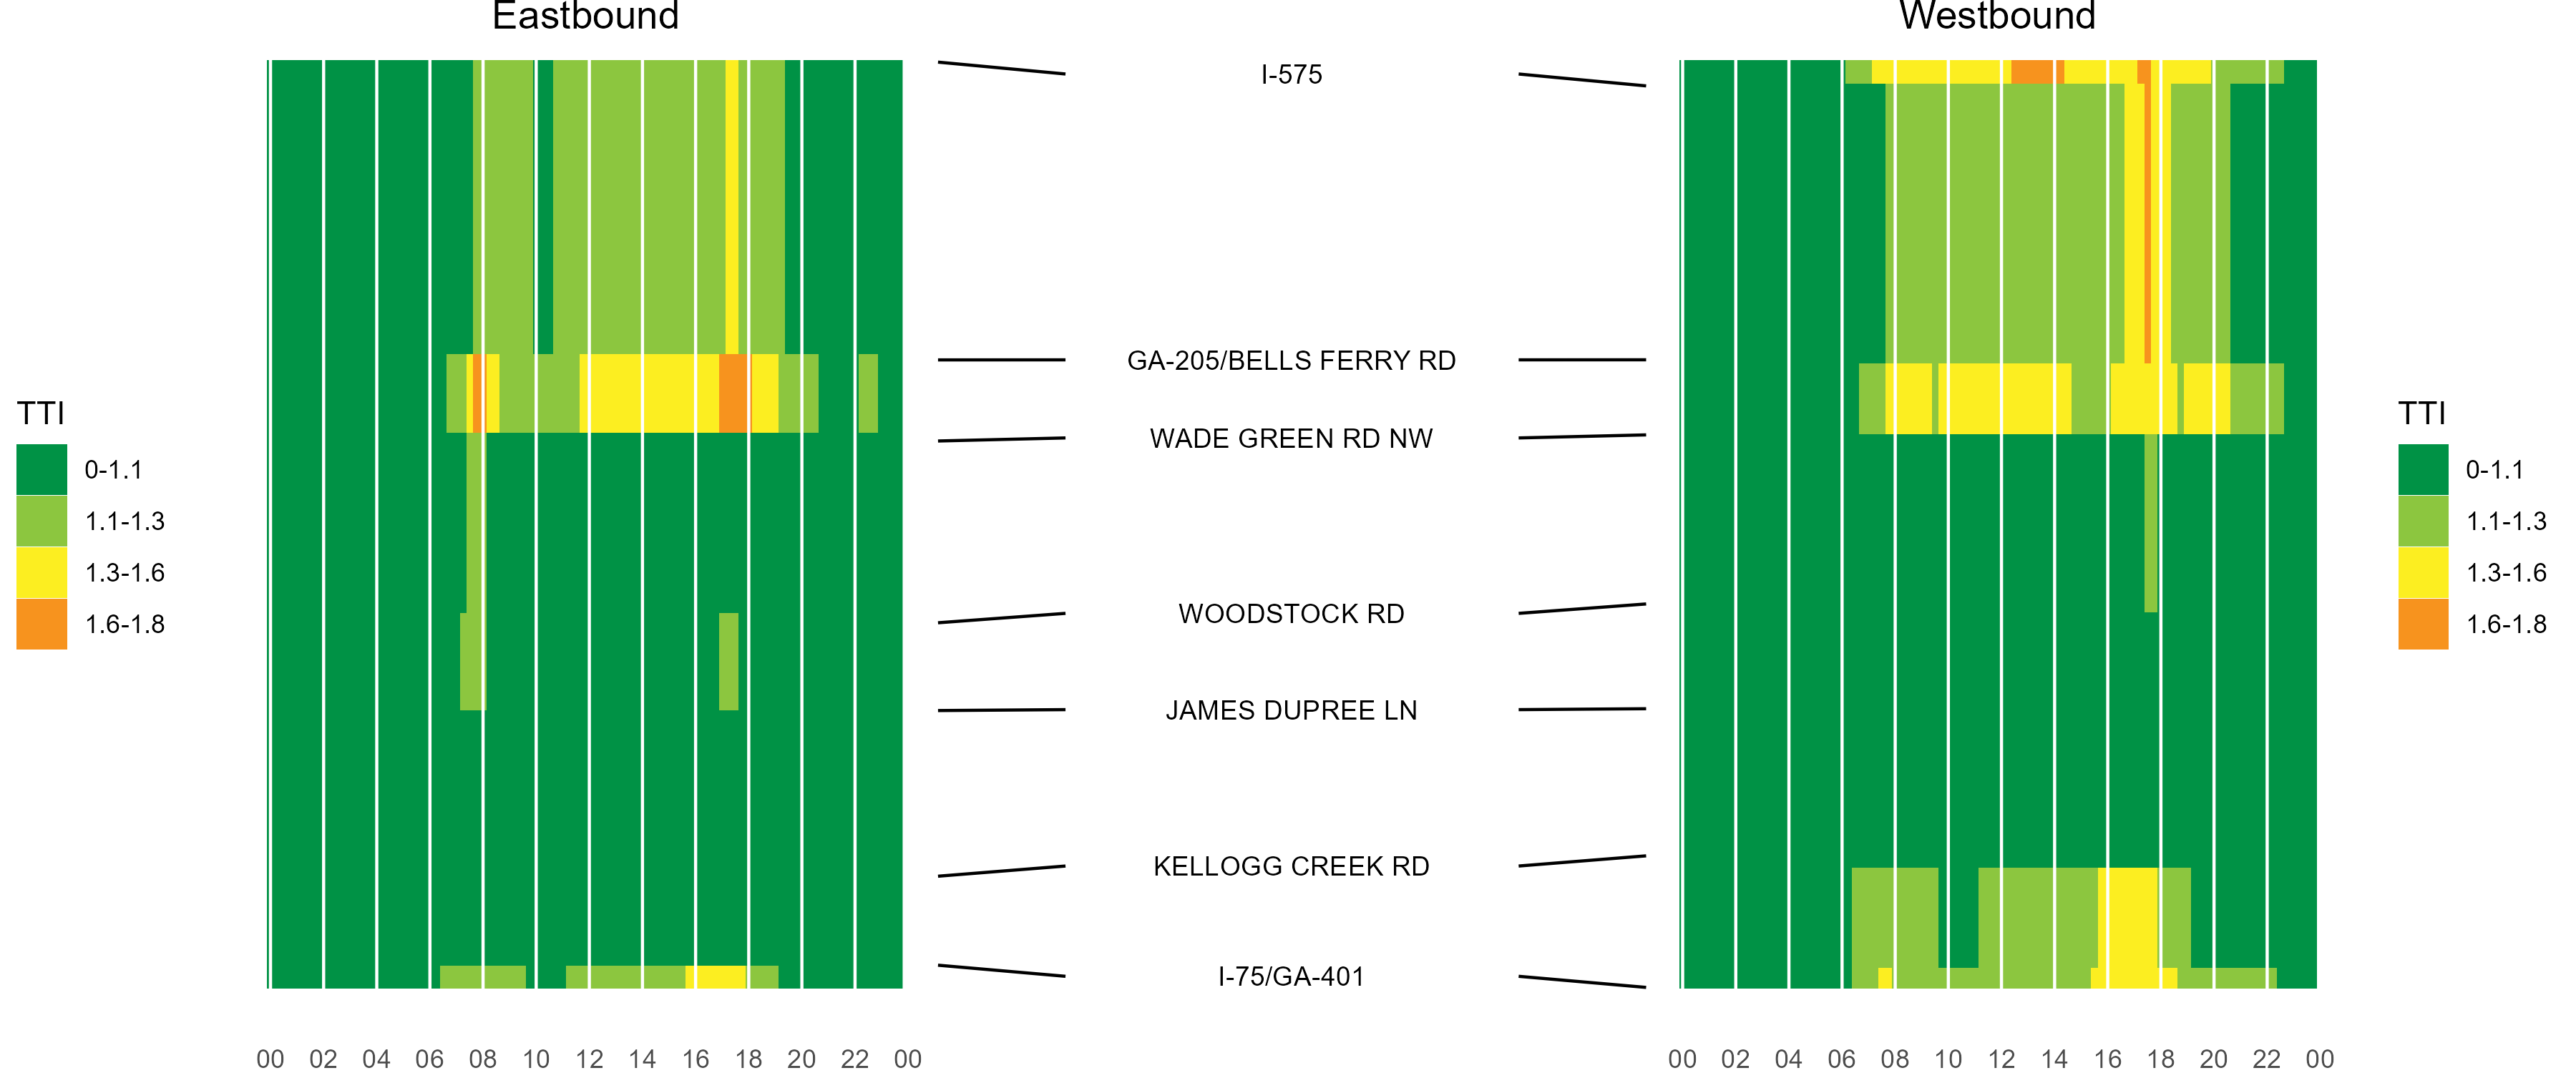 Eastbound
Westbound
I-575
GA-205/BELLS FERRY RD
WADE GREEN RD NW
WOODSTOCK RD
JAMES DUPREE LN
KELLOGG CREEK RD
I-75/GA-401
TTI
0-1.1
1.1-1.3
1.3-1.6
1.6-1.8
TTI
0-1.1
1.1-1.3
1.3-1.6
1.6-1.8
00 02 04 06 08 10 12 14 16 18 20 22 00
00 02 04 06 08 10 12 14 16 18 20 22 00